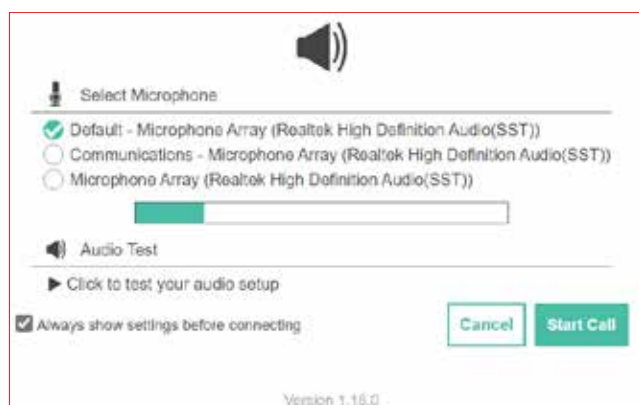 Select Microphone
Default - Microphone Array (Realtek High Definition Audio(SST))
Communications - Microphone Array (Realtek High Definition Audio(SST))
Microphone Array (Realtek High Definition Audio(SST))
Audio Test
Click to test your audio setup
Always show settings before connecting
Cancel
Start Call
Version 1.16.0